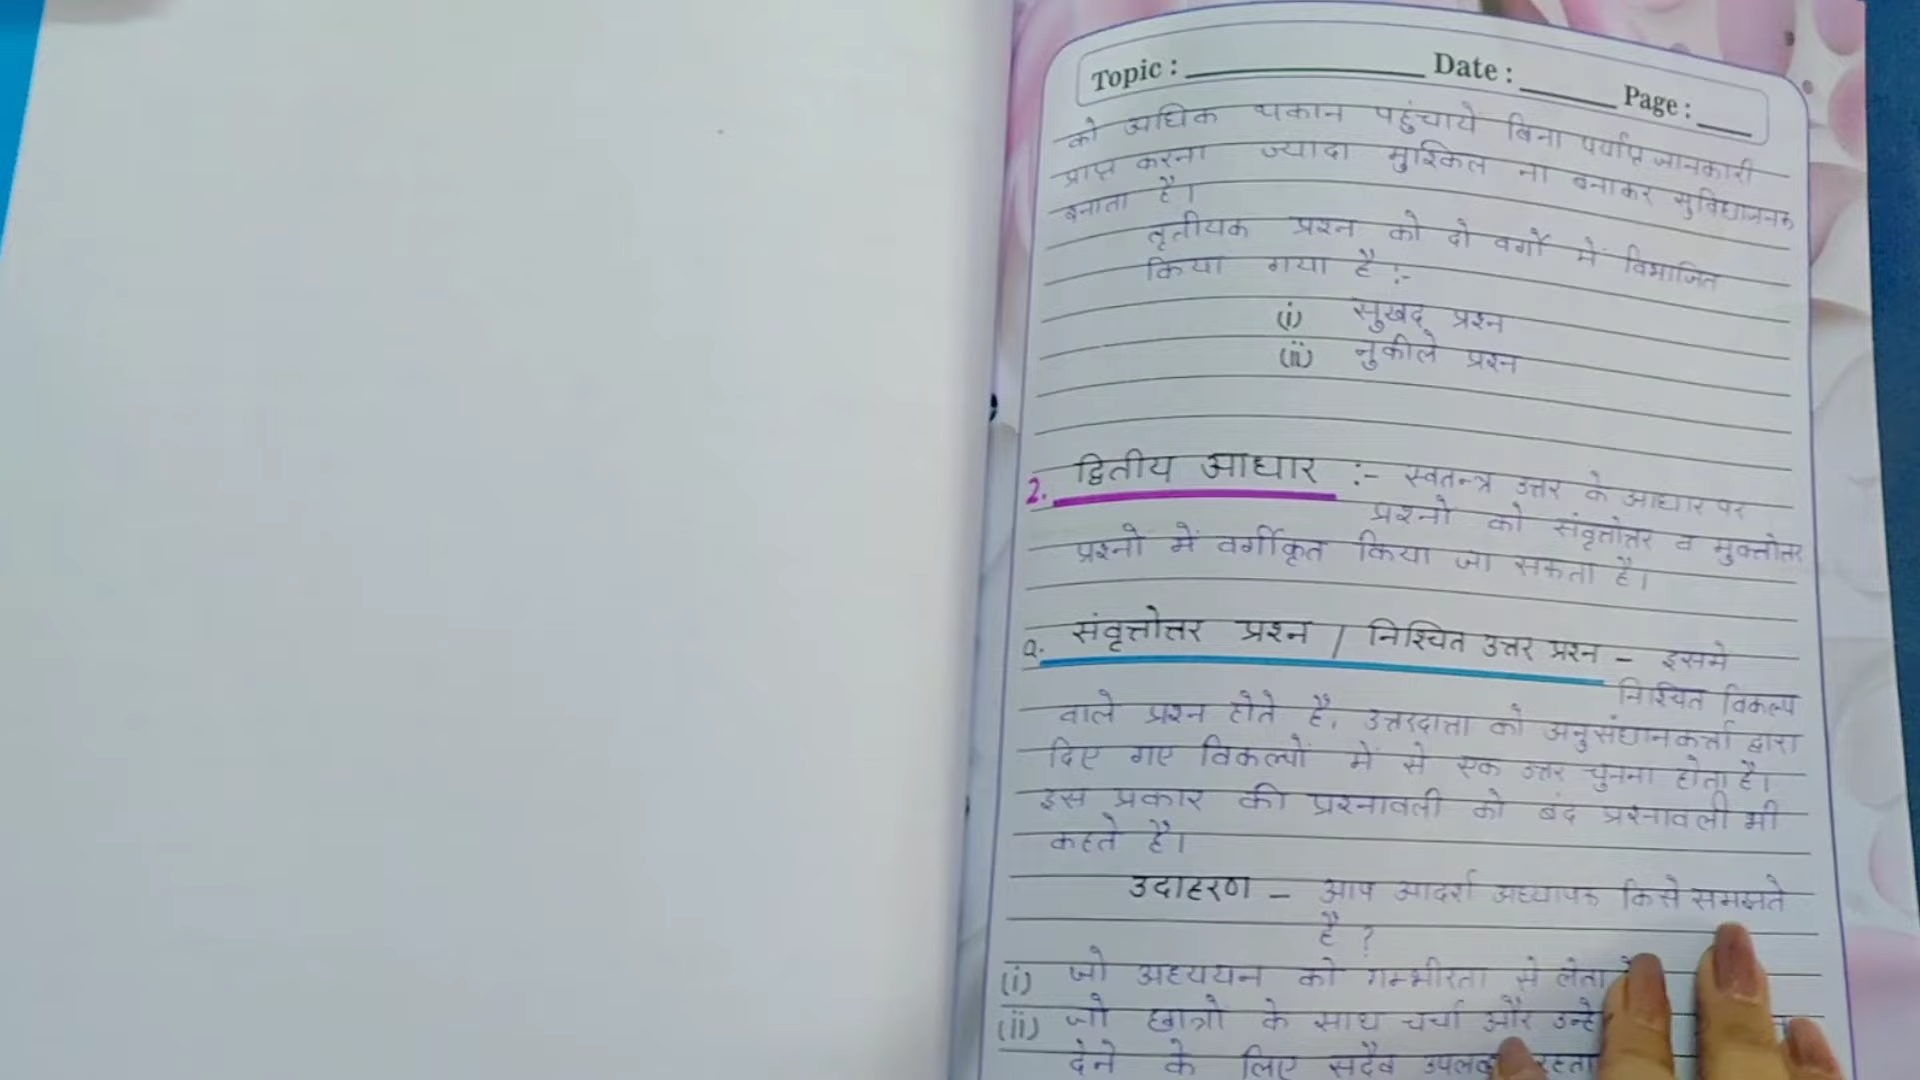 Topic : Date : Page :
को अधिक थकान पहुंचाये बिना पर्याप्त जानकारी
प्राप्त करना ज्यादा मुश्किल ना बनाकर सुविधाजनक
बनाता है।
तृतीयक प्रश्न को दो वर्गों में विभाजित
किया गया है :-
(i) सुखद प्रश्न
(ii) नुकीले प्रश्न
2. द्वितीय आधार :- स्वतन्त्र उत्तर के आधार पर
प्रश्नो को संवृत्तोत्तर व मुक्तोत्तर
प्रश्नों में वर्गीकृत किया जा सकता है।
a. संवृत्तोत्तर प्रश्न / निश्चित उत्तर प्रश्न - इसमे
निश्चित विकल्प
वाले प्रश्न होते है, उत्तरदाता को अनुसंधानकर्त्ता द्वारा
दिए गए विकल्पों में से एक उत्तर चुनना होता है।
इस प्रकार की प्रश्नावली को बंद प्रश्नावली भी
कहते है।
उदाहरण - आप आदर्श अध्यापक किसे समझते
है ?
(i) जो अध्ययन को गम्भीरता से लेता
(ii) जो छात्रो के साथ चर्चा और उन्हे
देने के लिए सदैव